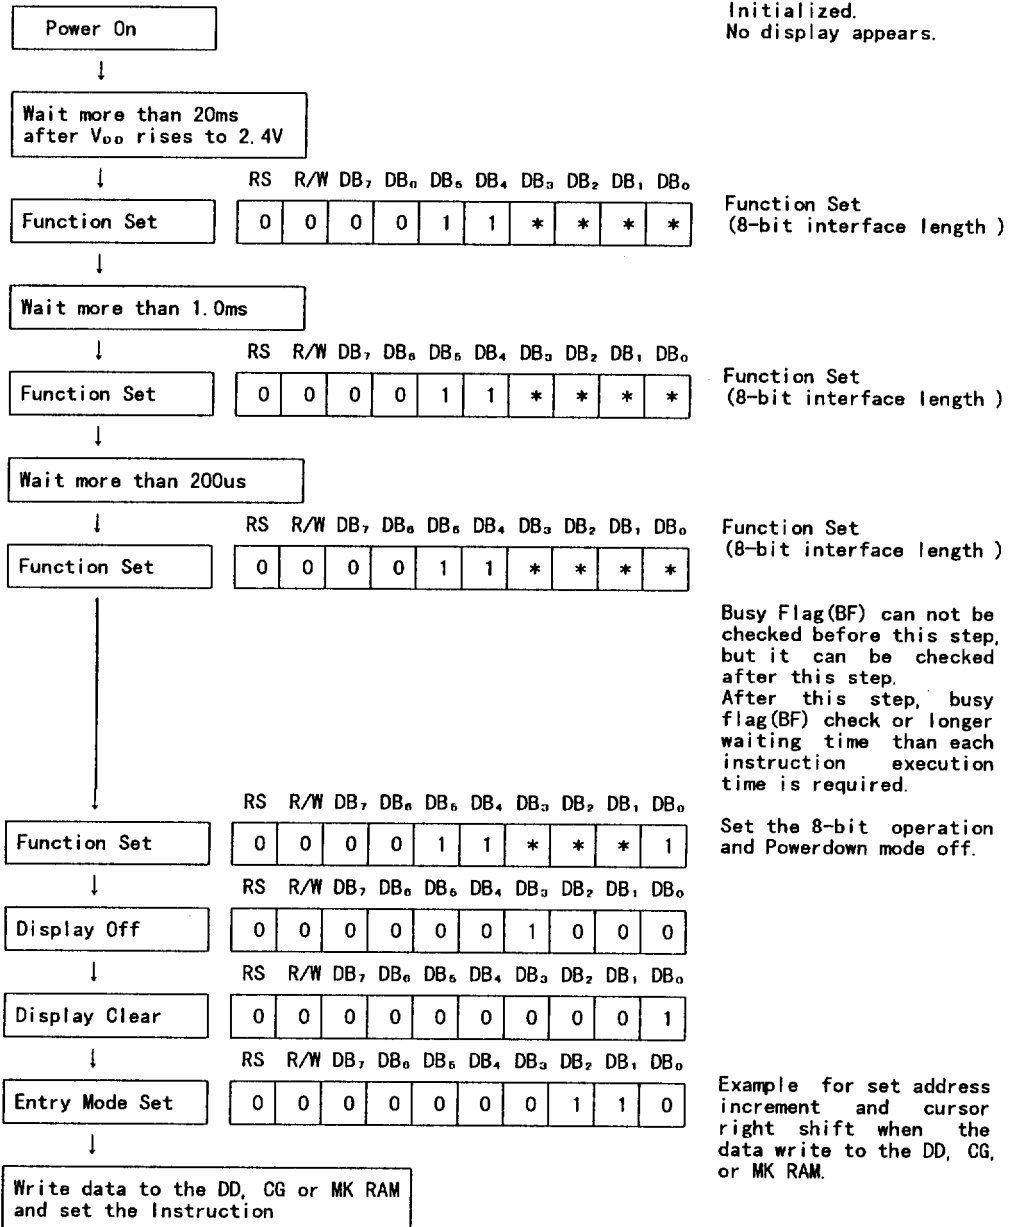 Initialized.
Power On
No display appears.
↓
Wait more than 20ms
after V_DD rises to 2.4V
↓
RS R/W DB₇ DB₆ DB₅ DB₄ DB₃ DB₂ DB₁ DB₀
Function Set 0 0 0 0 1 1 * * * *
Function Set
(8-bit interface length )
↓
Wait more than 1.0ms
↓
RS R/W DB₇ DB₆ DB₅ DB₄ DB₃ DB₂ DB₁ DB₀
Function Set 0 0 0 0 1 1 * * * *
Function Set
(8-bit interface length )
↓
Wait more than 200us
↓
RS R/W DB₇ DB₆ DB₅ DB₄ DB₃ DB₂ DB₁ DB₀
Function Set 0 0 0 0 1 1 * * * *
Function Set
(8-bit interface length )
Busy Flag(BF) can not be
checked before this step,
but it can be checked
after this step.
After this step, busy
flag(BF) check or longer
waiting time than each
instruction execution
time is required.
↓
RS R/W DB₇ DB₆ DB₅ DB₄ DB₃ DB₂ DB₁ DB₀
Function Set 0 0 0 0 1 1 * * * 1
Set the 8-bit operation
and Powerdown mode off.
↓
RS R/W DB₇ DB₆ DB₅ DB₄ DB₃ DB₂ DB₁ DB₀
Display Off 0 0 0 0 0 0 1 0 0 0
↓
RS R/W DB₇ DB₆ DB₅ DB₄ DB₃ DB₂ DB₁ DB₀
Display Clear 0 0 0 0 0 0 0 0 0 1
↓
RS R/W DB₇ DB₆ DB₅ DB₄ DB₃ DB₂ DB₁ DB₀
Entry Mode Set 0 0 0 0 0 0 0 1 1 0
Example for set address
increment and cursor
right shift when the
data write to the DD, CG,
or MK RAM.
↓
Write data to the DD, CG or MK RAM
and set the Instruction